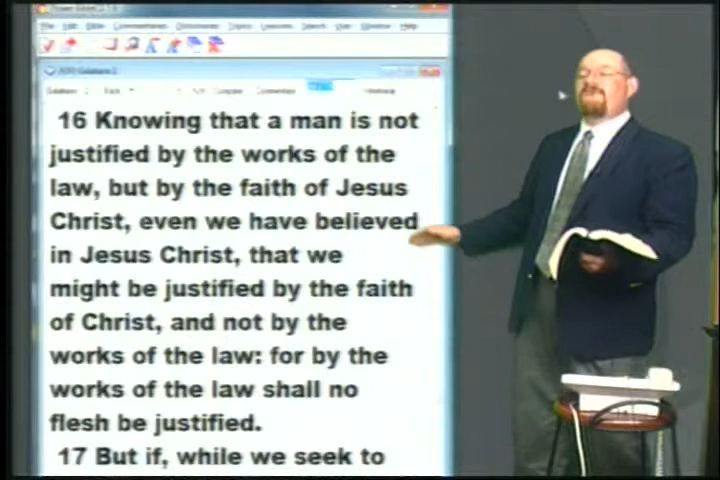 16 Knowing that a man is not
justified by the works of the
law, but by the faith of Jesus
Christ, even we have believed
in Jesus Christ, that we
might be justified by the faith
of Christ, and not by the
works of the law: for by the
works of the law shall no
flesh be justified.
17 But if, while we seek to